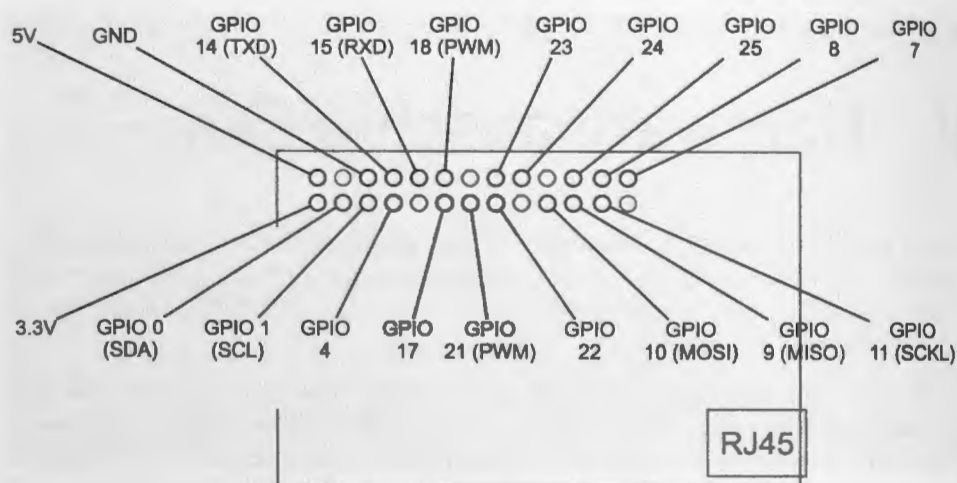 5V
GND
GPIO
14 (TXD)
GPIO
15 (RXD)
GPIO
18 (PWM)
GPIO
23
GPIO
24
GPIO
25
GPIO
8
GPIO
7
3.3V
GPIO 0
(SDA)
GPIO 1
(SCL)
GPIO
4
GPIO
17
GPIO
21 (PWM)
GPIO
22
GPIO
10 (MOSI)
GPIO
9 (MISO)
GPIO
11 (SCKL)
RJ45